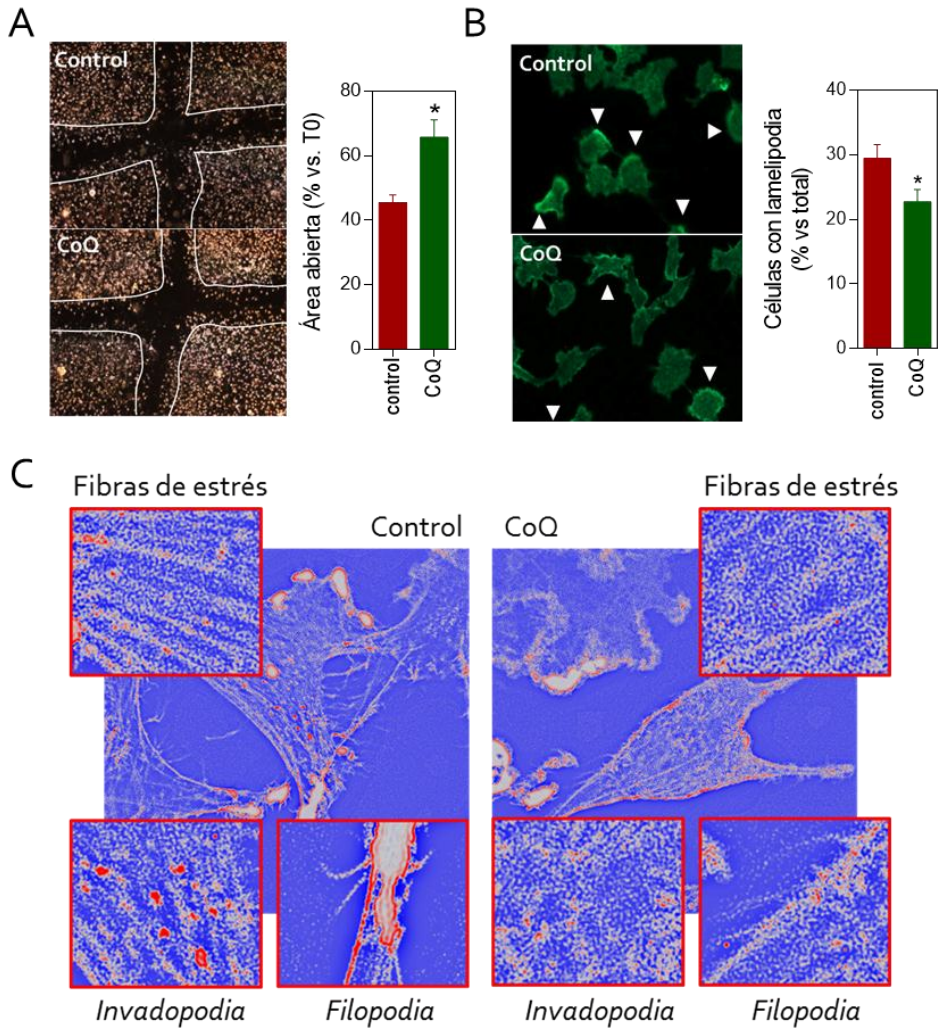 A
Control
CoQ
Área abierta (% vs. T0)
80
60
40
20
0
*
control
CoQ
B
Control
CoQ
Células con lamelipodia
(% vs total)
40
30
20
10
0
*
control
CoQ
C
Fibras de estrés
Control
CoQ
Fibras de estrés
Invadopodia
Filopodia
Invadopodia
Filopodia